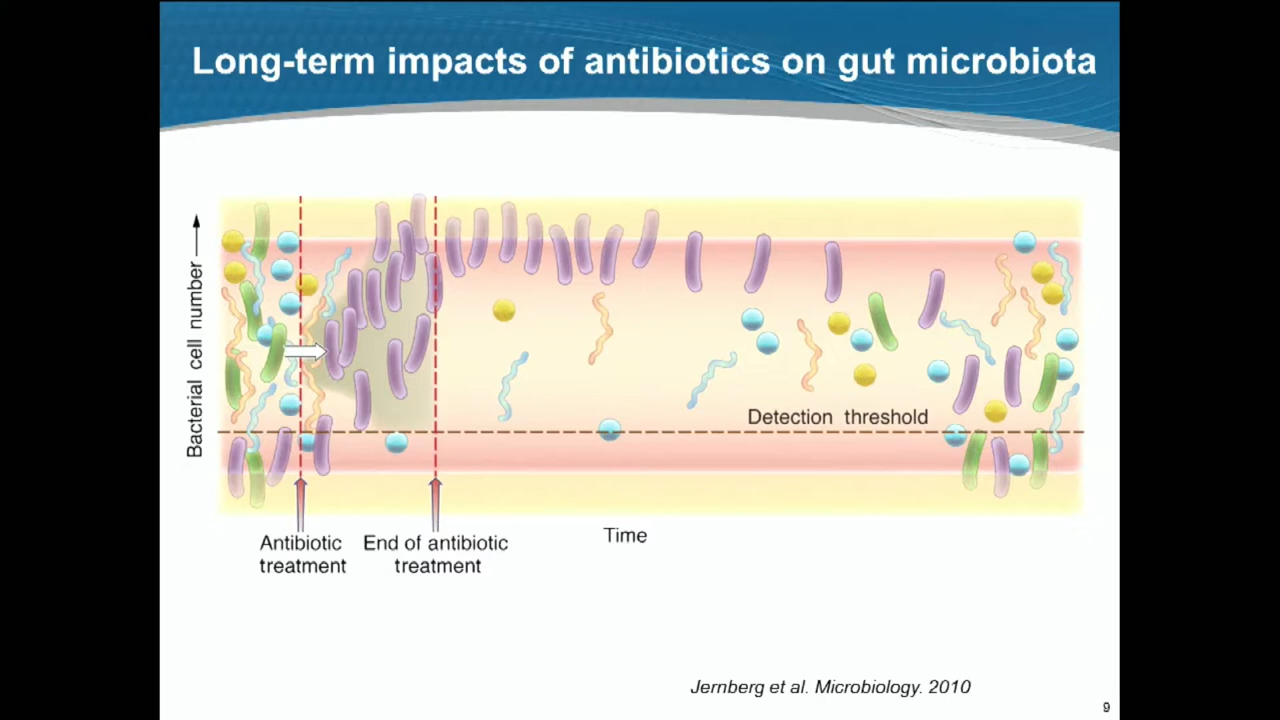 Long-term impacts of antibiotics on gut microbiota
Bacterial cell number
Detection threshold
Antibiotic
treatment
End of antibiotic
treatment
Time
Jernberg et al. Microbiology. 2010
9